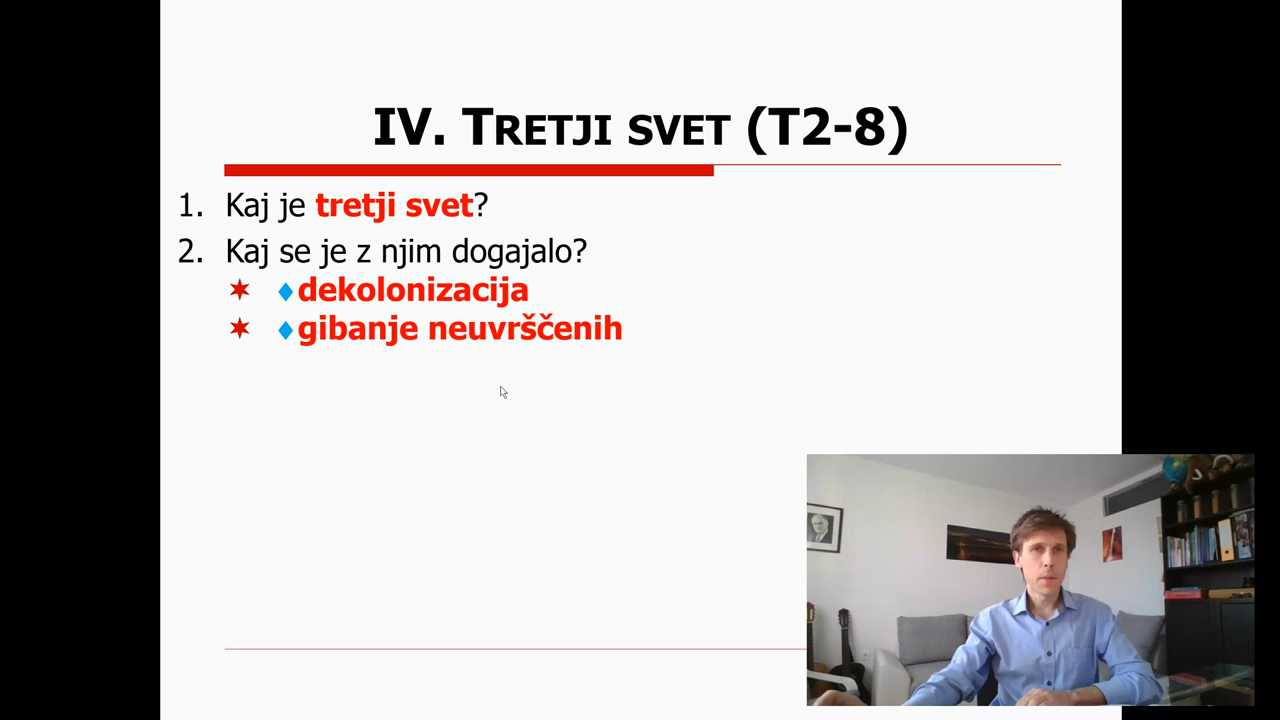 IV. TRETJI SVET (T2-8)
1. Kaj je tretji svet?
2. Kaj se je z njim dogajalo?
✶ ♦dekolonizacija
✶ ♦gibanje neuvrščenih